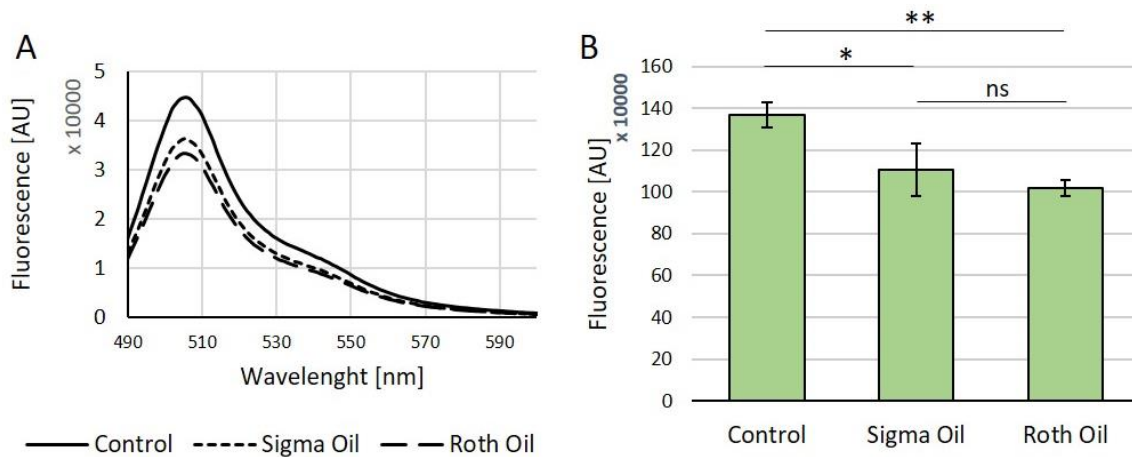 A
Fluorescence [AU]
x 10000
5
4
3
2
1
0
490 510 530 550 570 590
Wavelenght [nm]
Control Sigma Oil Roth Oil
B
**
*
ns
Fluorescence [AU]
x 10000
160
140
120
100
80
60
40
20
0
Control Sigma Oil Roth Oil